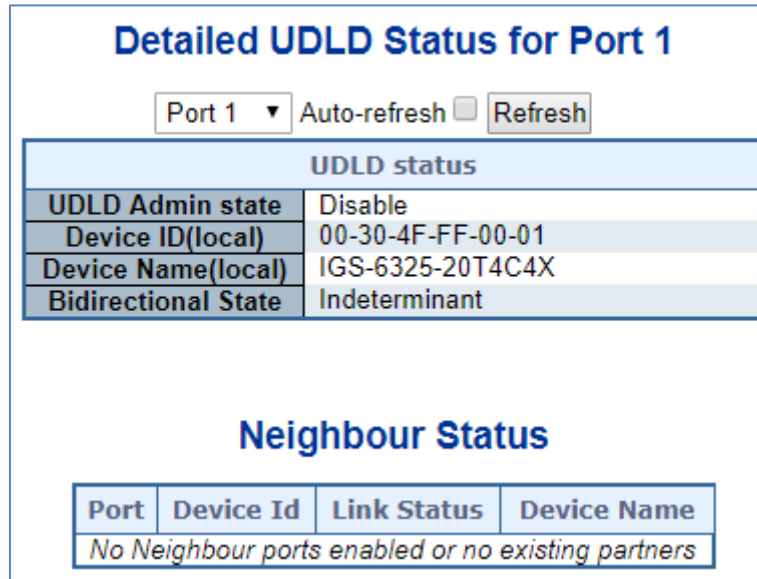 Detailed UDLD Status for Port 1
Port 1 Auto-refresh Refresh
UDLD status
UDLD Admin state Disable
Device ID(local) 00-30-4F-FF-00-01
Device Name(local) IGS-6325-20T4C4X
Bidirectional State Indeterminant
Neighbour Status
Port Device Id Link Status Device Name
No Neighbour ports enabled or no existing partners